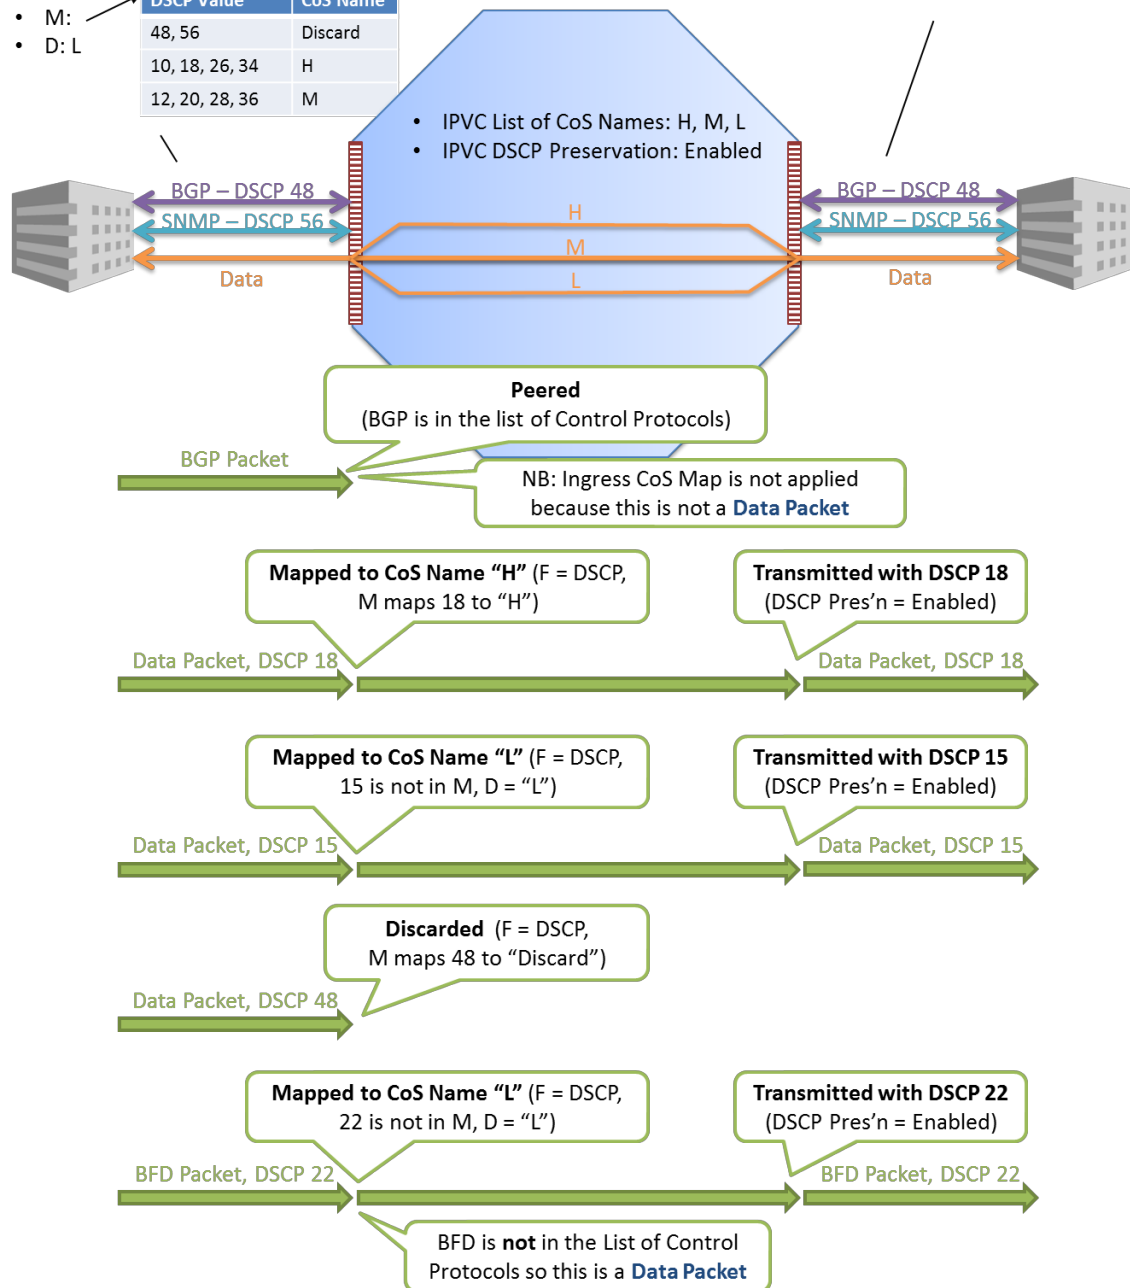 DSCP Value CoS Name
• M:
• D: L
48, 56 Discard
10, 18, 26, 34 H
12, 20, 28, 36 M
• IPVC List of CoS Names: H, M, L
• IPVC DSCP Preservation: Enabled
BGP – DSCP 48
SNMP – DSCP 56
Data
H
M
L
BGP – DSCP 48
SNMP – DSCP 56
Data
Peered
(BGP is in the list of Control Protocols)
BGP Packet
NB: Ingress CoS Map is not applied
because this is not a Data Packet
Mapped to CoS Name “H” (F = DSCP,
M maps 18 to “H”)
Transmitted with DSCP 18
(DSCP Pres’n = Enabled)
Data Packet, DSCP 18
Data Packet, DSCP 18
Mapped to CoS Name “L” (F = DSCP,
15 is not in M, D = “L”)
Transmitted with DSCP 15
(DSCP Pres’n = Enabled)
Data Packet, DSCP 15
Data Packet, DSCP 15
Discarded (F = DSCP,
M maps 48 to “Discard”)
Data Packet, DSCP 48
Mapped to CoS Name “L” (F = DSCP,
22 is not in M, D = “L”)
Transmitted with DSCP 22
(DSCP Pres’n = Enabled)
BFD Packet, DSCP 22
BFD Packet, DSCP 22
BFD is not in the List of Control
Protocols so this is a Data Packet